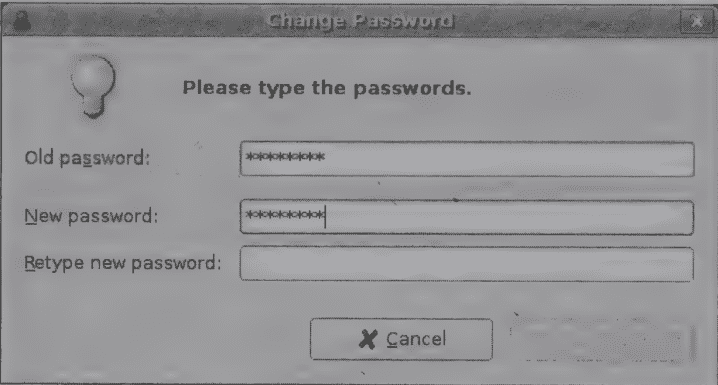 Change Password
Please type the passwords.
Old password: ********
New password: ********
Retype new password:
Cancel